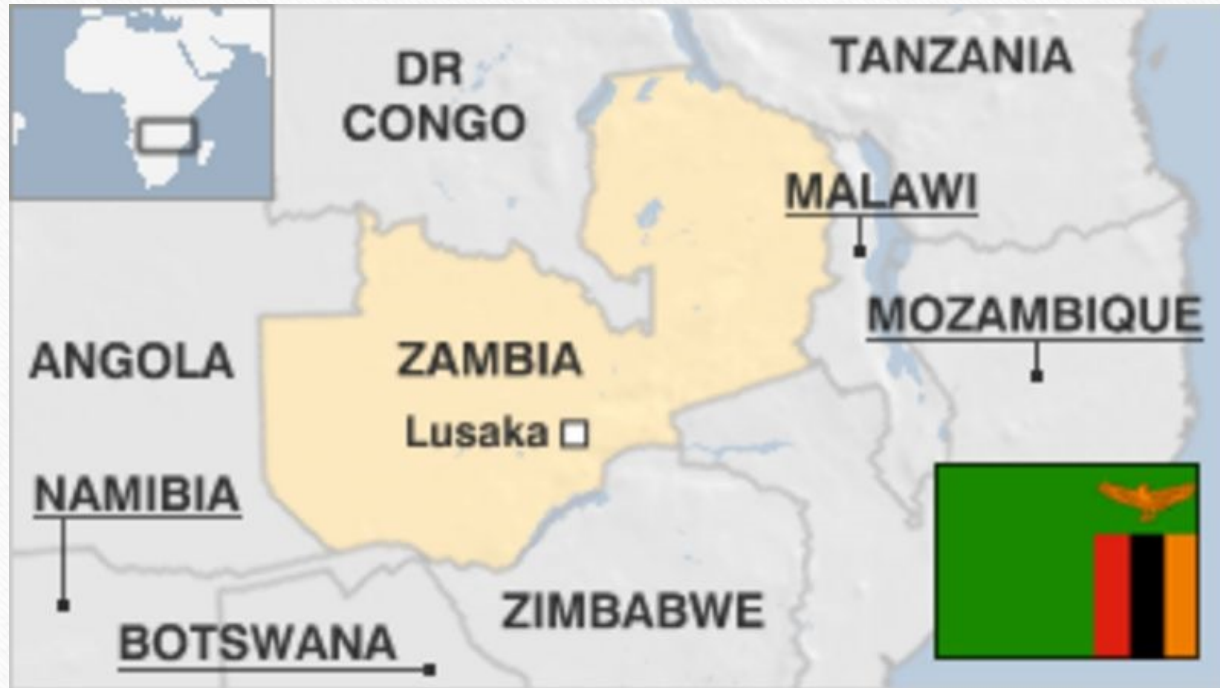 DR
CONGO
TANZANIA
MALAWI
MOZAMBIQUE
ANGOLA
ZAMBIA
Lusaka
NAMIBIA
ZIMBABWE
BOTSWANA